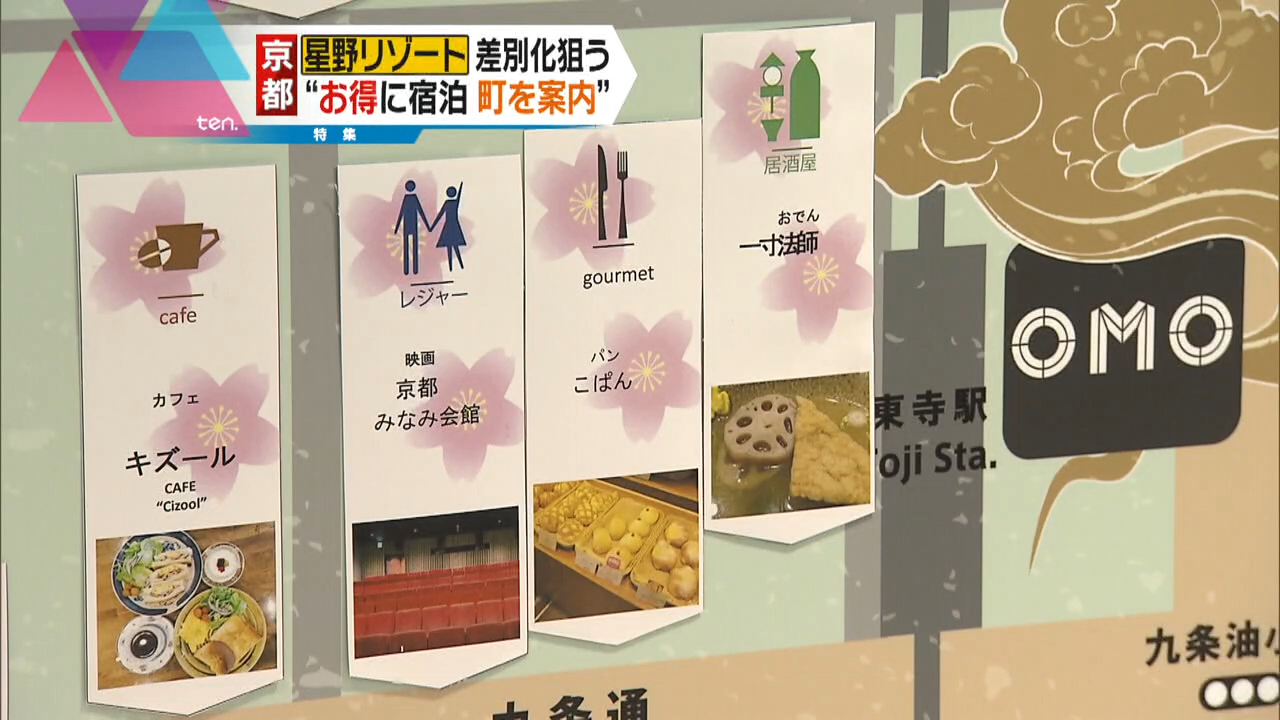 京都
星野リゾート 差別化狙う
“お得に宿泊 町を案内”
ten.
特集
cafe
カフェ
キズール
CAFE
“Cizool”
レジャー
映画
京都
みなみ会館
gourmet
パン
こぱん
居酒屋
おでん
一寸法師
OMO
東寺駅
Toji Sta.
九条油小
九条通